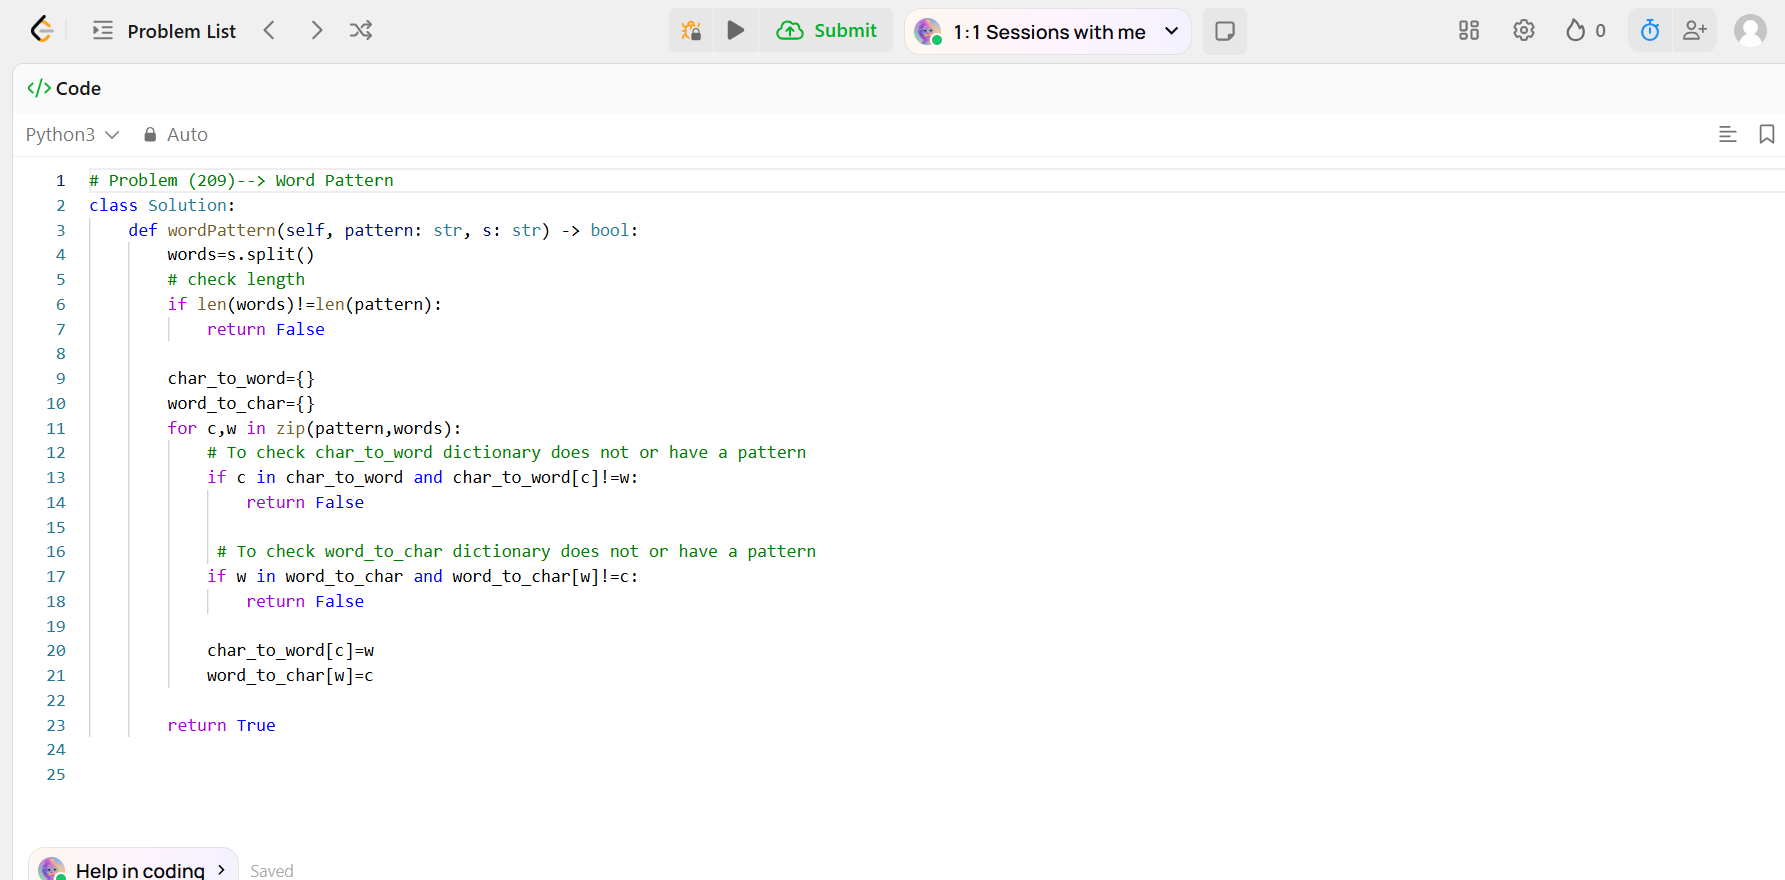 Problem List
Submit
1:1 Sessions with me
0
</> Code
Python3
Auto
1 # Problem (209)--> Word Pattern
2 class Solution:
3 def wordPattern(self, pattern: str, s: str) -> bool:
4 words=s.split()
5 # check length
6 if len(words)!=len(pattern):
7 return False
8
9 char_to_word={}
10 word_to_char={}
11 for c,w in zip(pattern,words):
12 # To check char_to_word dictionary does not or have a pattern
13 if c in char_to_word and char_to_word[c]!=w:
14 return False
15
16 # To check word_to_char dictionary does not or have a pattern
17 if w in word_to_char and word_to_char[w]!=c:
18 return False
19
20 char_to_word[c]=w
21 word_to_char[w]=c
22
23 return True
24
25
Help in coding
Saved